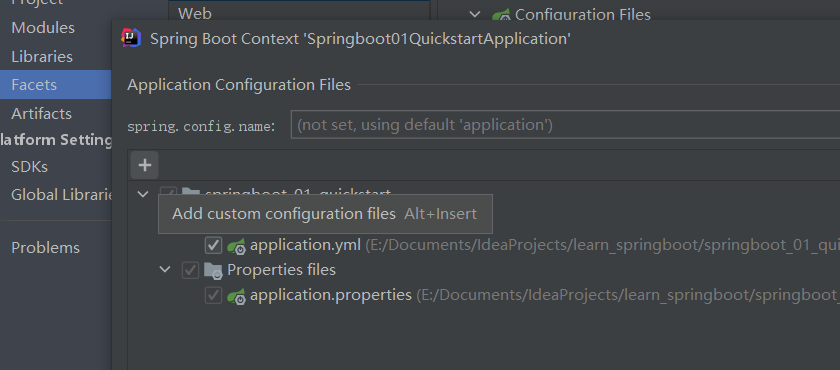 Project
Modules
Libraries
Facets
Artifacts
latform Setting
SDKs
Global Librarie
Problems
Web
Configuration Files
Spring Boot Context 'Springboot01QuickstartApplication'
Application Configuration Files
spring.config.name: (not set, using default 'application')
springboot_01_quickstart
Add custom configuration files Alt+Insert
application.yml (E:/Documents/IdeaProjects/learn_springboot/springboot_01_qui
Properties files
application.properties (E:/Documents/IdeaProjects/learn_springboot/springboot_